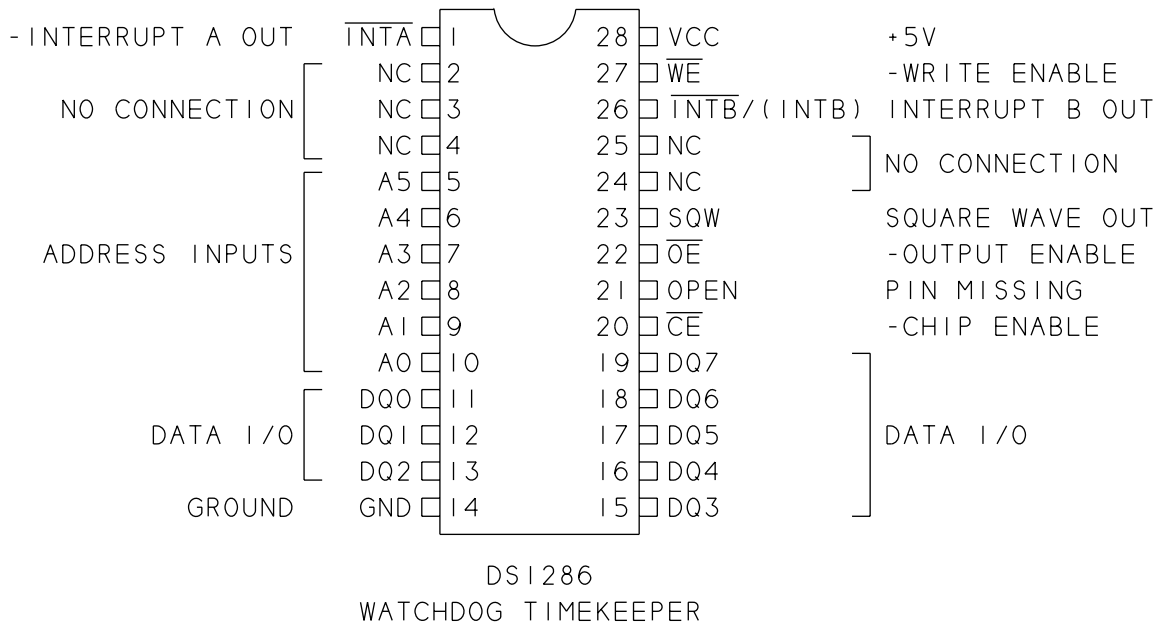 -INTERRUPT A OUT INTA 1 28 VCC +5V
NC 2 27 WE -WRITE ENABLE
NO CONNECTION NC 3 26 INTB/(INTB) INTERRUPT B OUT
NC 4 25 NC
NO CONNECTION
A5 5 24 NC
A4 6 23 SQW SQUARE WAVE OUT
ADDRESS INPUTS A3 7 22 OE -OUTPUT ENABLE
A2 8 21 OPEN PIN MISSING
A1 9 20 CE -CHIP ENABLE
A0 10 19 DQ7
DQ0 11 18 DQ6
DATA I/O DQ1 12 17 DQ5 DATA I/O
DQ2 13 16 DQ4
GROUND GND 14 15 DQ3
DS1286
WATCHDOG TIMEKEEPER